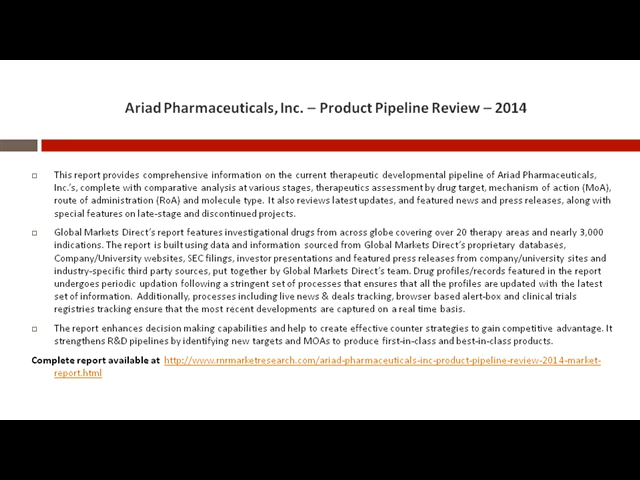 Ariad Pharmaceuticals, Inc. – Product Pipeline Review – 2014
This report provides comprehensive information on the current therapeutic developmental pipeline of Ariad Pharmaceuticals,
Inc.'s, complete with comparative analysis at various stages, therapeutics assessment by drug target, mechanism of action (MoA),
route of administration (RoA) and molecule type. It also reviews latest updates, and featured news and press releases, along with
special features on late-stage and discontinued projects.
Global Markets Direct's report features investigational drugs from across globe covering over 20 therapy areas and nearly 3,000
indications. The report is built using data and information sourced from Global Markets Direct's proprietary databases,
Company/University websites, SEC filings, investor presentations and featured press releases from company/university sites and
industry-specific third party sources, put together by Global Markets Direct's team. Drug profiles/records featured in the report
undergoes periodic updation following a stringent set of processes that ensures that all the profiles are updated with the latest
set of information. Additionally, processes including live news & deals tracking, browser based alert-box and clinical trials
registries tracking ensure that the most recent developments are captured on a real time basis.
The report enhances decision making capabilities and help to create effective counter strategies to gain competitive advantage. It
strengthens R&D pipelines by identifying new targets and MOAs to produce first-in-class and best-in-class products.
Complete report available at http://www.rnrmarketresearch.com/ariad-pharmaceuticals-inc-product-pipeline-review-2014-market-
report.html